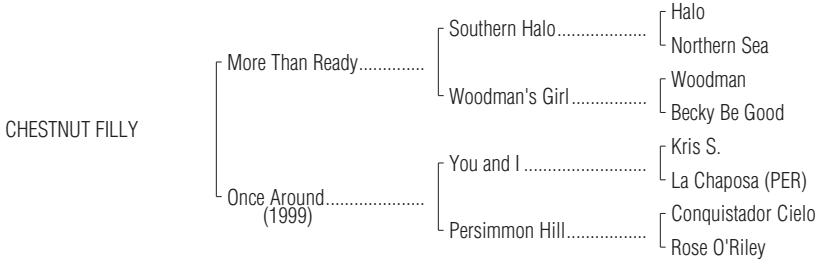 Halo
Southern Halo...................
Northern Sea
More Than Ready..............
Woodman
Woodman's Girl................
Becky Be Good
CHESTNUT FILLY
Kris S.
You and I ..........................
La Chaposa (PER)
Once Around.....................
(1999)
Conquistador Cielo
Persimmon Hill.................
Rose O'Riley